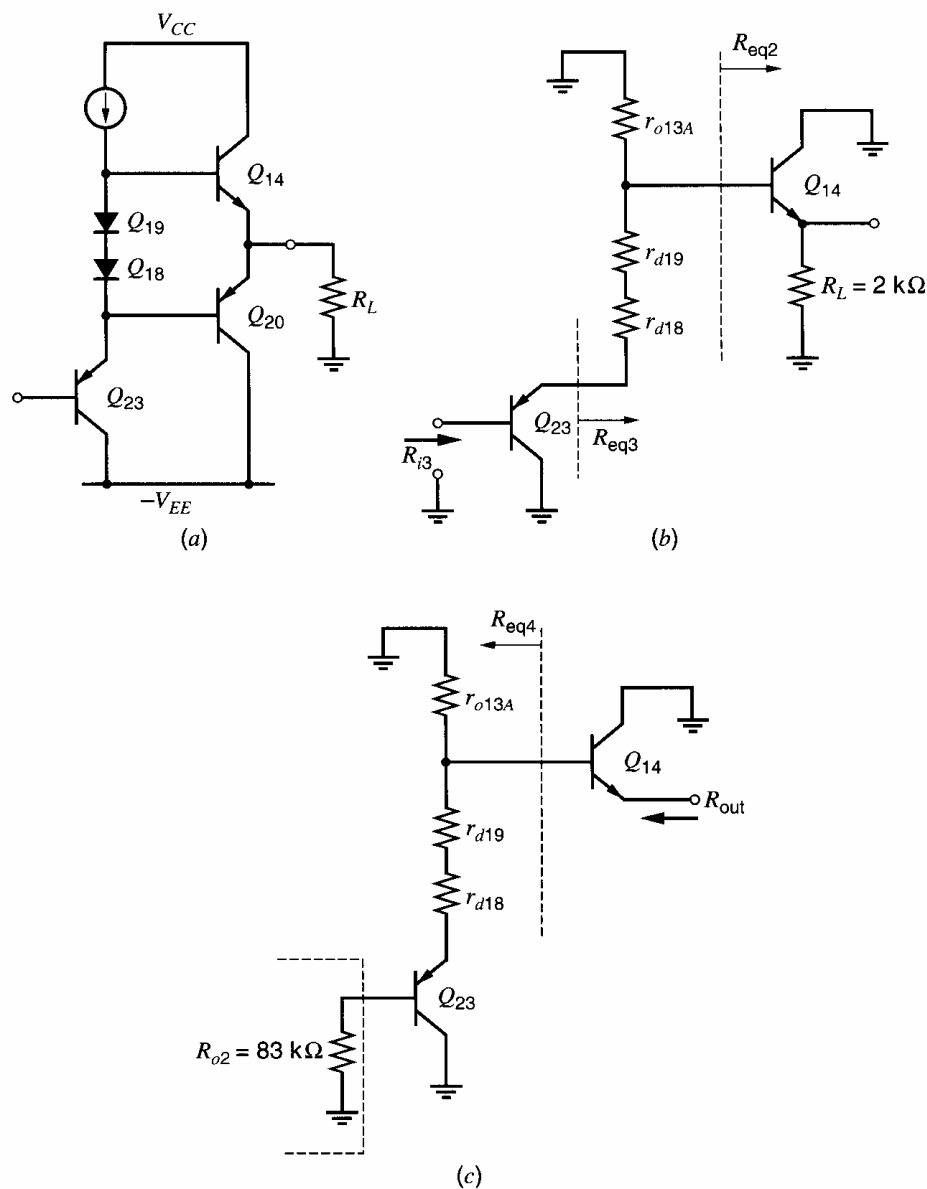 V_CC
Q_14
Q_19
Q_18
Q_20
R_L
Q_23
−V_EE
(a)
R_eq2
r_o13A
Q_14
r_d19
r_d18
R_L = 2 kΩ
Q_23
R_eq3
R_i3
(b)
R_eq4
r_o13A
Q_14
R_out
r_d19
r_d18
Q_23
R_o2 = 83 kΩ
(c)